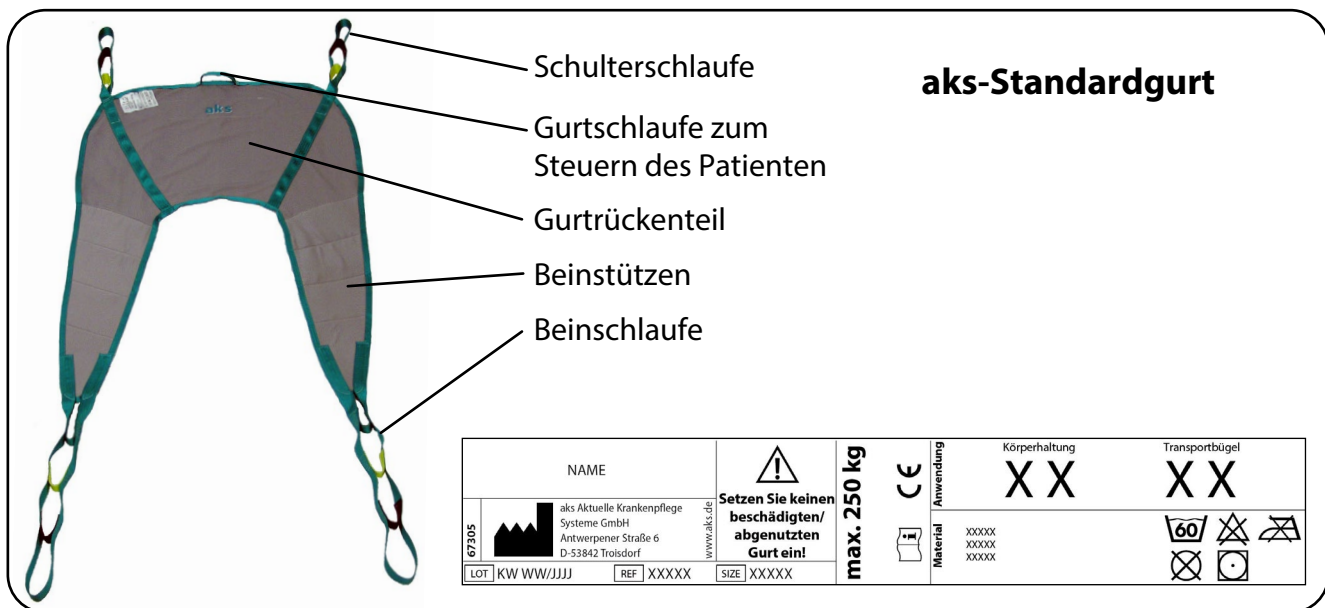 aks-Standardgurt
aks
Schulterschlaufe
Gurtschlaufe zum
Steuern des Patienten
Gurtrückenteil
Beinstützen
Beinschlaufe
NAME
67305
aks Aktuelle Krankenpflege
Systeme GmbH
Antwerpener Straße 6
D-53842 Troisdorf
www.aks.de
LOT KW WW/JJJJ
REF XXXXX
SIZE XXXXX
Setzen Sie keinen
beschädigten/
abgenutzten
Gurt ein!
max. 250 kg
CE
Anwendung
Körperhaltung
X X
Transportbügel
X X
Material
XXXXX
XXXXX
XXXXX
60